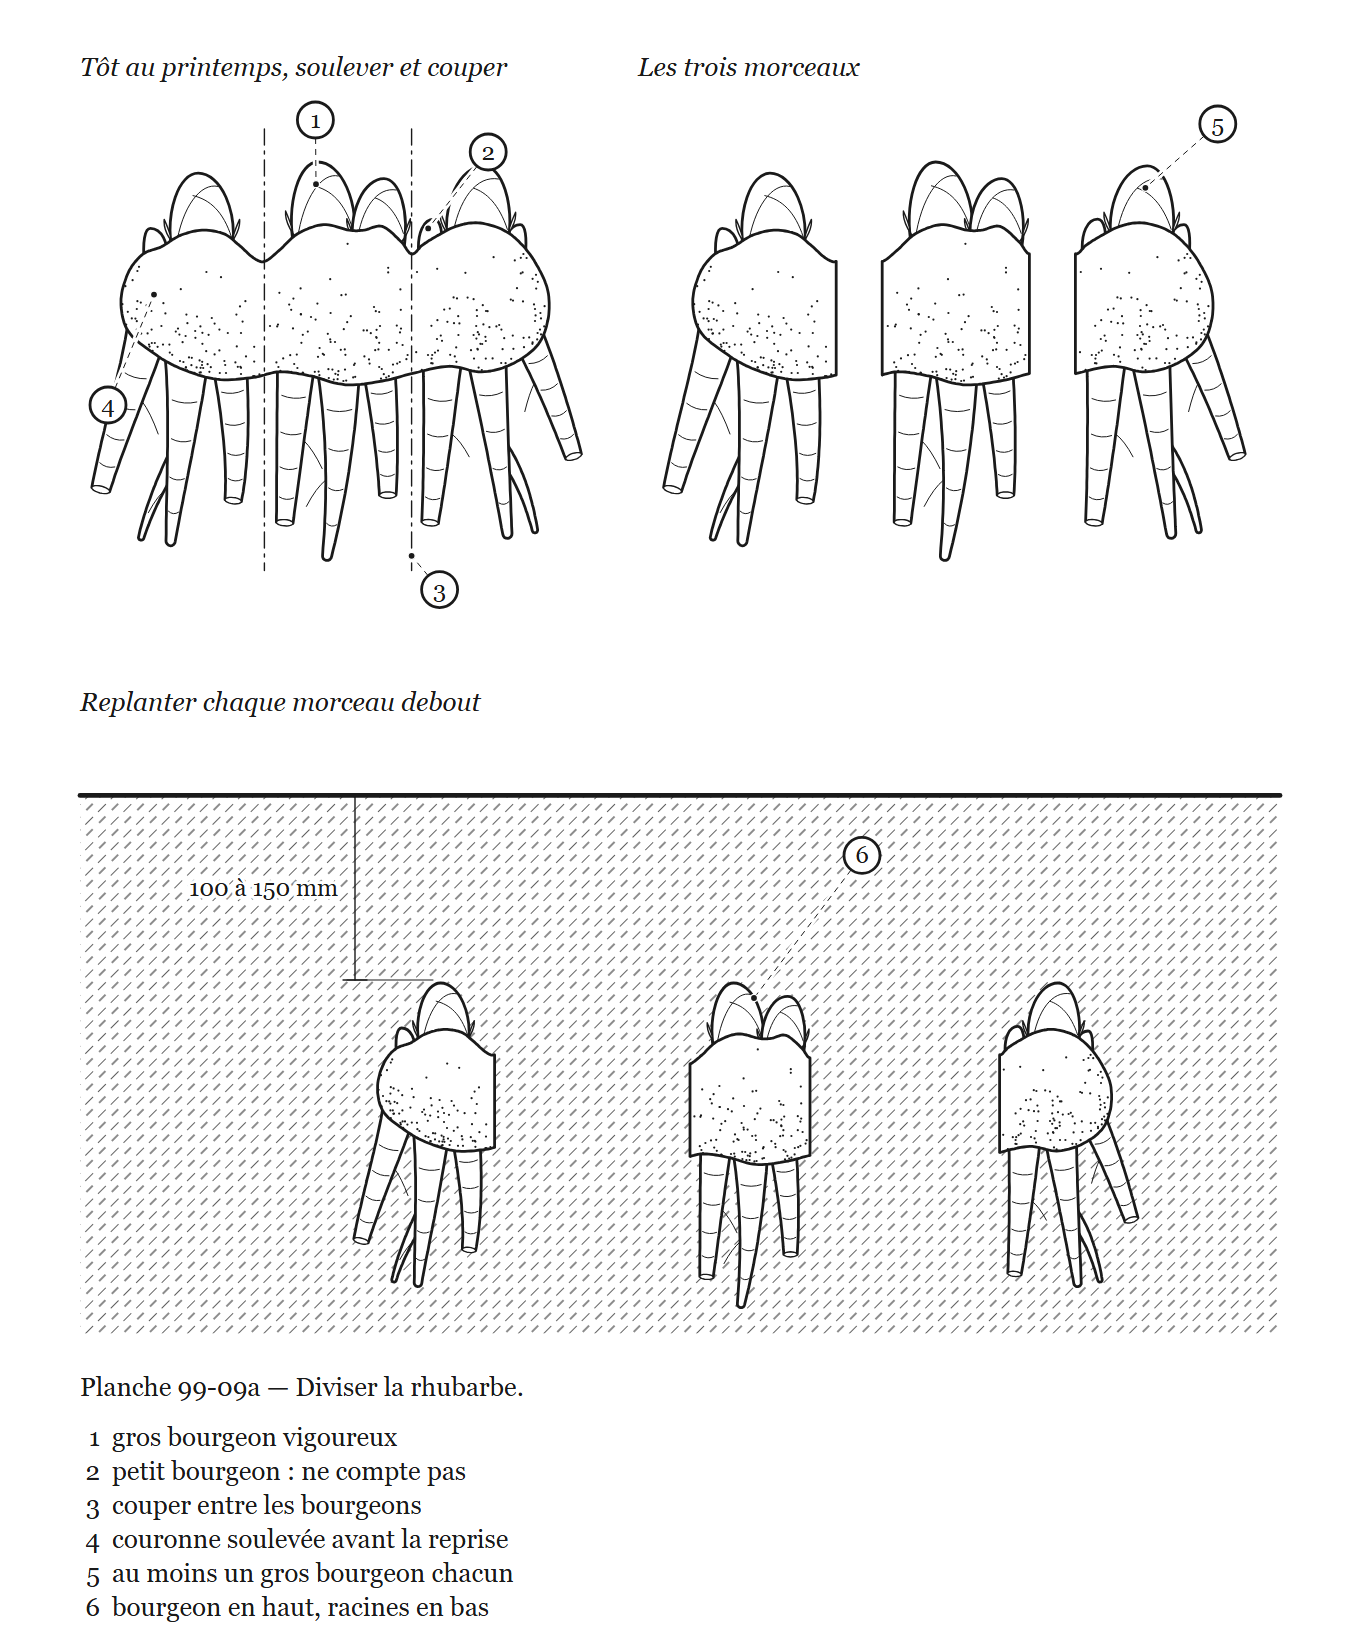 Tôt au printemps, soulever et couper
Les trois morceaux
1
2
5
4
3
Replanter chaque morceau debout
6
100 à 150 mm
Planche 99-09a — Diviser la rhubarbe.
1 gros bourgeon vigoureux
2 petit bourgeon : ne compte pas
3 couper entre les bourgeons
4 couronne soulevée avant la reprise
5 au moins un gros bourgeon chacun
6 bourgeon en haut, racines en bas